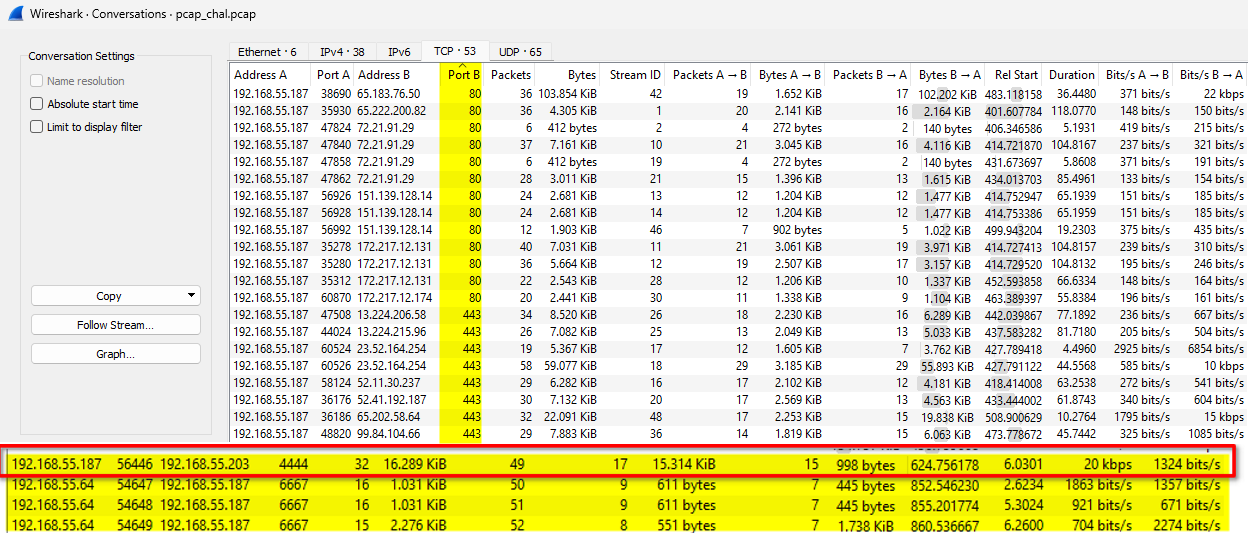 Wireshark · Conversations · pcap_chal.pcap
Conversation Settings
Name resolution
Absolute start time
Limit to display filter
Copy
Follow Stream...
Graph...
Ethernet · 6 IPv4 · 38 IPv6 TCP · 53 UDP · 65
Address A Port A Address B Port B Packets Bytes Stream ID Packets A → B Bytes A → B Packets B → A Bytes B → A Rel Start Duration Bits/s A → B Bits/s B → A
192.168.55.187 38690 65.183.76.50 80 36 103.854 KiB 42 19 1.652 KiB 17 102.202 KiB 483.118158 36.4480 371 bits/s 22 kbps
192.168.55.187 35930 65.222.200.82 80 36 4.305 KiB 1 20 2.141 KiB 16 2.164 KiB 401.607784 118.0770 148 bits/s 150 bits/s
192.168.55.187 47824 72.21.91.29 80 6 412 bytes 2 4 272 bytes 2 140 bytes 406.346586 5.1931 419 bits/s 215 bits/s
192.168.55.187 47840 72.21.91.29 80 37 7.161 KiB 10 21 3.045 KiB 16 4.116 KiB 414.721870 104.8167 237 bits/s 321 bits/s
192.168.55.187 47858 72.21.91.29 80 6 412 bytes 19 4 272 bytes 2 140 bytes 431.673697 5.8608 371 bits/s 191 bits/s
192.168.55.187 47862 72.21.91.29 80 28 3.011 KiB 21 15 1.396 KiB 13 1.615 KiB 434.013703 85.4961 133 bits/s 154 bits/s
192.168.55.187 56926 151.139.128.14 80 24 2.681 KiB 13 12 1.204 KiB 12 1.477 KiB 414.752947 65.1939 151 bits/s 185 bits/s
192.168.55.187 56928 151.139.128.14 80 24 2.681 KiB 14 12 1.204 KiB 12 1.477 KiB 414.753386 65.1959 151 bits/s 185 bits/s
192.168.55.187 56992 151.139.128.14 80 12 1.903 KiB 46 7 902 bytes 5 1.022 KiB 499.943204 19.2303 375 bits/s 435 bits/s
192.168.55.187 35278 172.217.12.131 80 40 7.031 KiB 11 21 3.061 KiB 19 3.971 KiB 414.727413 104.8157 239 bits/s 310 bits/s
192.168.55.187 35280 172.217.12.131 80 36 5.664 KiB 12 19 2.507 KiB 17 3.157 KiB 414.729520 104.8132 195 bits/s 246 bits/s
192.168.55.187 35312 172.217.12.131 80 22 2.543 KiB 28 12 1.206 KiB 10 1.337 KiB 452.593858 66.6334 148 bits/s 164 bits/s
192.168.55.187 60870 172.217.12.174 80 20 2.441 KiB 30 11 1.338 KiB 9 1.104 KiB 463.389397 55.8384 196 bits/s 161 bits/s
192.168.55.187 47508 13.224.206.58 443 34 8.520 KiB 26 18 2.230 KiB 16 6.289 KiB 442.039867 77.1892 236 bits/s 667 bits/s
192.168.55.187 44024 13.224.215.96 443 26 7.082 KiB 25 13 2.049 KiB 13 5.033 KiB 437.583282 81.7180 205 bits/s 504 bits/s
192.168.55.187 60524 23.52.164.254 443 19 5.367 KiB 17 12 1.605 KiB 7 3.762 KiB 427.789418 4.4960 2925 bits/s 6854 bits/s
192.168.55.187 60526 23.52.164.254 443 58 59.077 KiB 18 29 3.185 KiB 29 55.893 KiB 427.791122 44.5568 585 bits/s 10 kbps
192.168.55.187 58124 52.11.30.237 443 29 6.282 KiB 16 17 2.102 KiB 12 4.181 KiB 418.414008 63.2538 272 bits/s 541 bits/s
192.168.55.187 36176 52.41.192.187 443 30 7.132 KiB 20 17 2.569 KiB 13 4.563 KiB 433.444002 61.8743 340 bits/s 604 bits/s
192.168.55.187 36186 65.202.58.64 443 32 22.091 KiB 48 17 2.253 KiB 15 19.838 KiB 508.900629 10.2764 1795 bits/s 15 kbps
192.168.55.187 48820 99.84.104.66 443 29 7.883 KiB 36 14 1.819 KiB 15 6.063 KiB 473.778672 45.7442 325 bits/s 1085 bits/s
192.168.55.187 56446 192.168.55.203 4444 32 16.289 KiB 49 17 15.314 KiB 15 998 bytes 624.756178 6.0301 20 kbps 1324 bits/s
192.168.55.64 54647 192.168.55.187 6667 16 1.031 KiB 50 9 611 bytes 7 445 bytes 852.546230 2.6234 1863 bits/s 1357 bits/s
192.168.55.64 54648 192.168.55.187 6667 16 1.031 KiB 51 9 611 bytes 7 445 bytes 855.201774 5.3024 921 bits/s 671 bits/s
192.168.55.64 54649 192.168.55.187 6667 15 2.276 KiB 52 8 551 bytes 7 1.738 KiB 860.536667 6.2600 704 bits/s 2274 bits/s